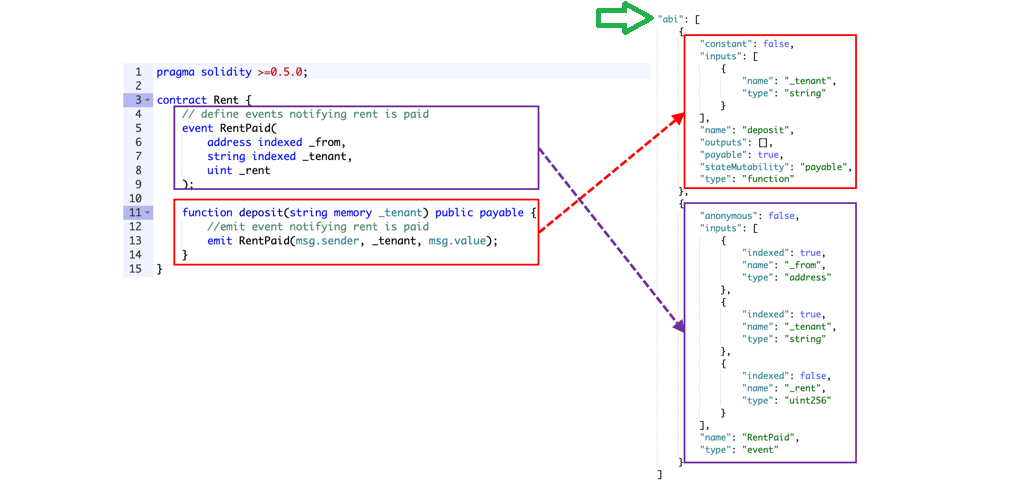 1 pragma solidity >=0.5.0;
2
3 contract Rent {
4 // define events notifying rent is paid
5 event RentPaid(
6 address indexed _from,
7 string indexed _tenant,
8 uint _rent
9 );
10
11 function deposit(string memory _tenant) public payable {
12 //emit event notifying rent is paid
13 emit RentPaid(msg.sender, _tenant, msg.value);
14 }
15 }
"abi": [
{
"constant": false,
"inputs": [
{
"name": "_tenant",
"type": "string"
}
],
"name": "deposit",
"outputs": [],
"payable": true,
"stateMutability": "payable",
"type": "function"
},
{
"anonymous": false,
"inputs": [
{
"indexed": true,
"name": "_from",
"type": "address"
},
{
"indexed": true,
"name": "_tenant",
"type": "string"
},
{
"indexed": false,
"name": "_rent",
"type": "uint256"
}
],
"name": "RentPaid",
"type": "event"
}
]